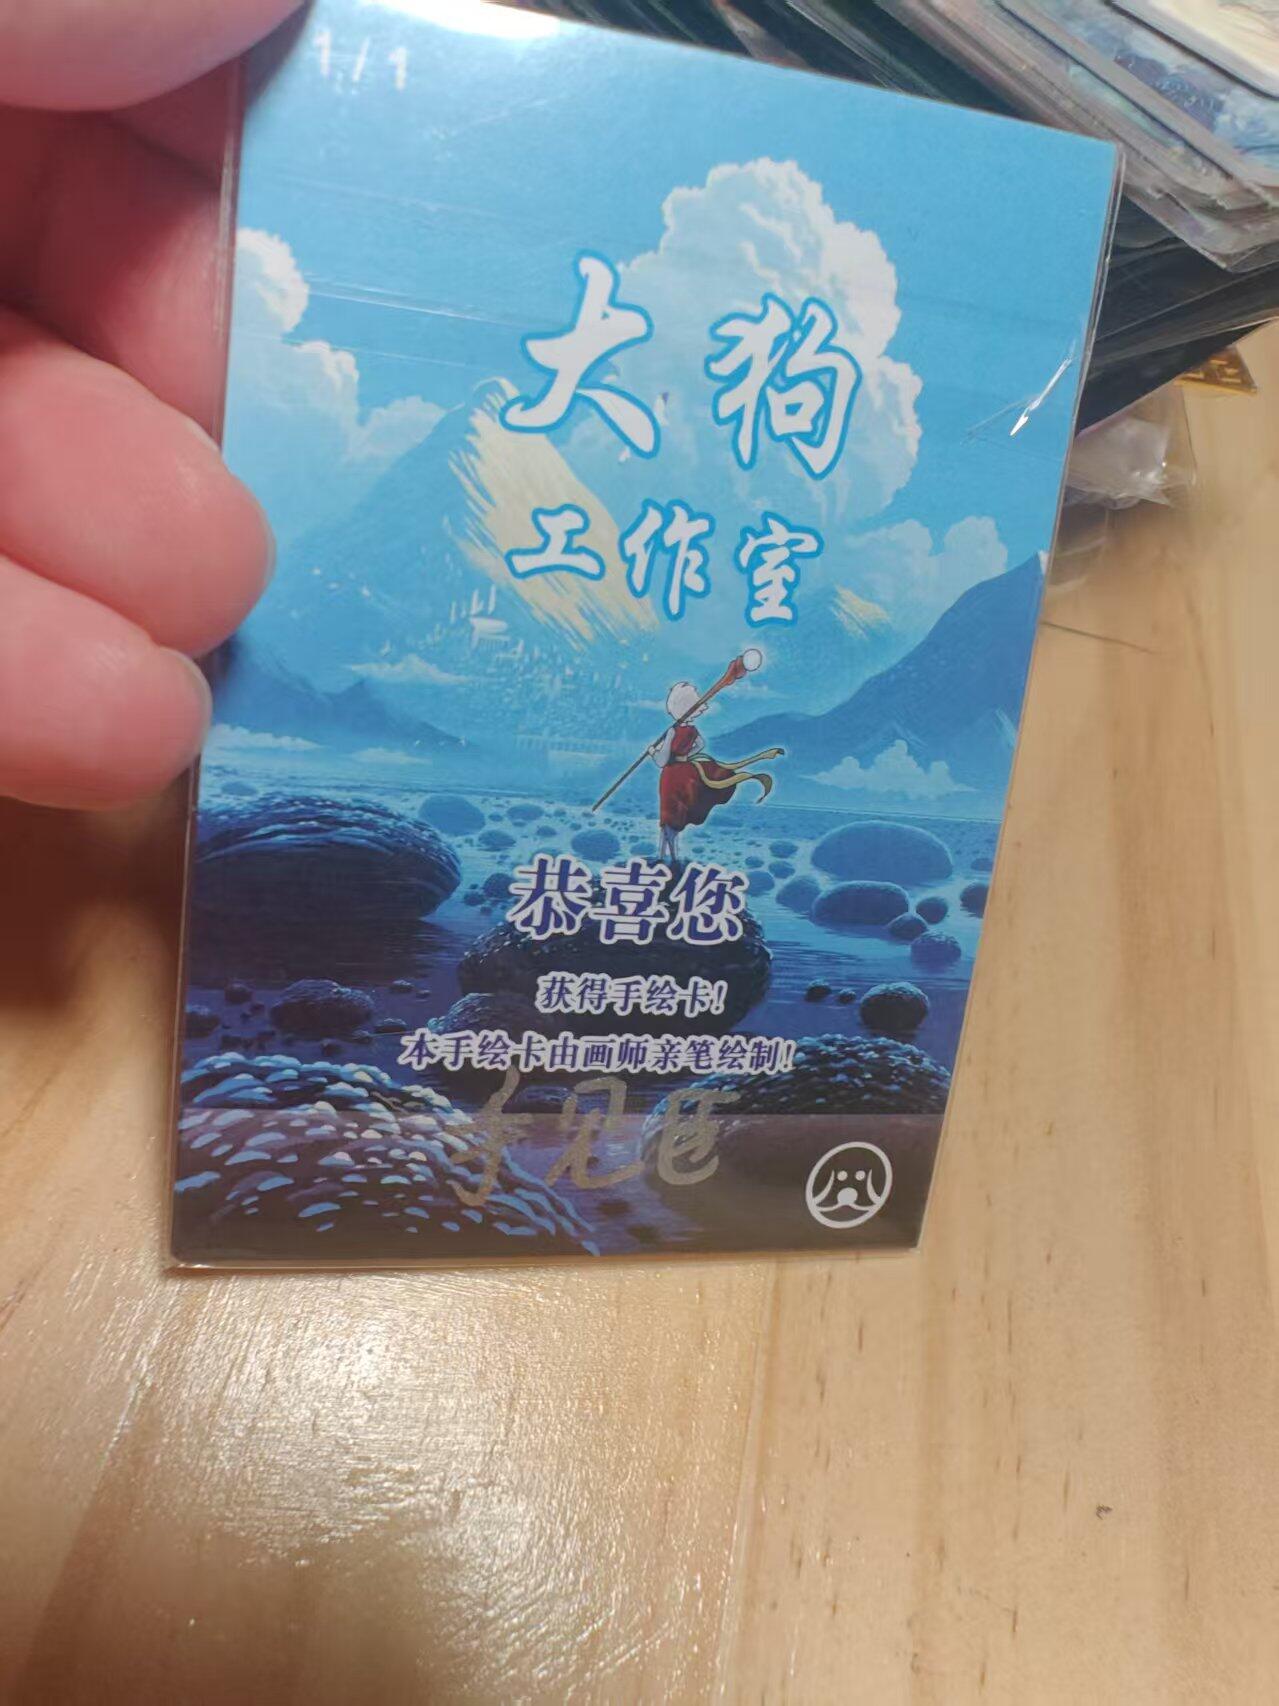 1/1
大狗
工作室
恭喜您
获得手绘卡!
本手绘卡由画师亲笔绘制!